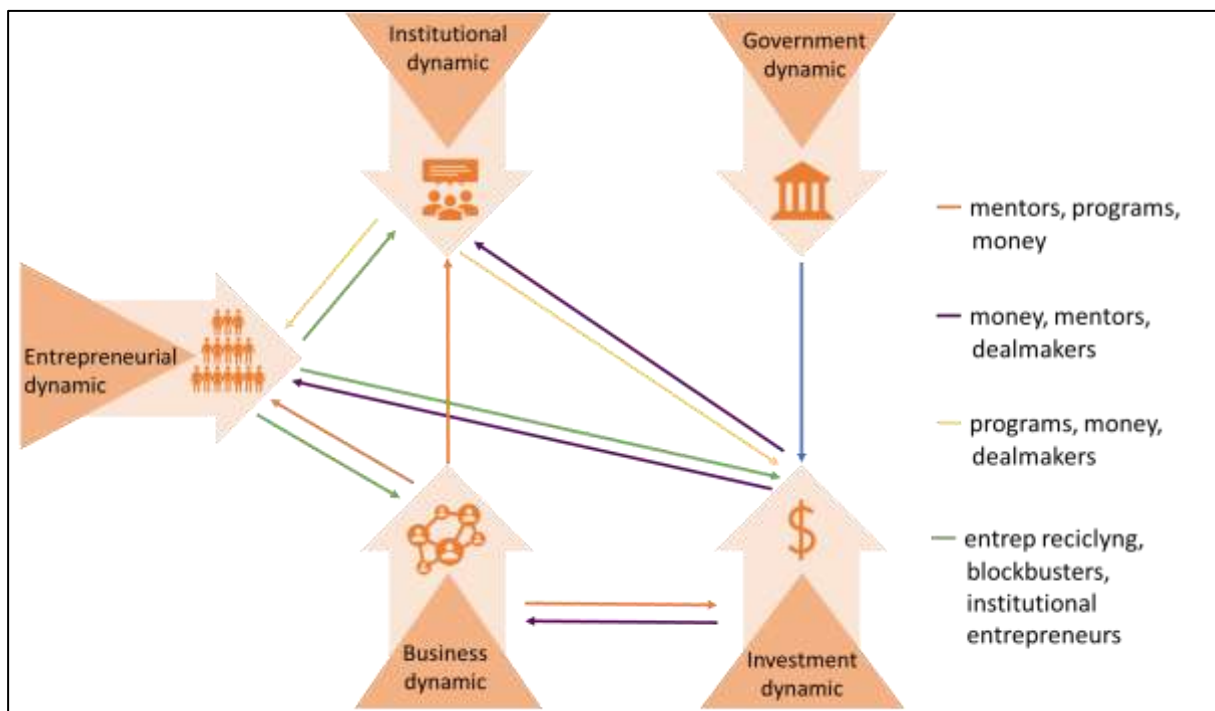 Institutional
dynamic
Government
dynamic
Entrepreneurial
dynamic
Business
dynamic
Investment
dynamic
mentors, programs,
money
money, mentors,
dealmakers
programs, money,
dealmakers
entrep reciclyng,
blockbusters,
institutional
entrepreneurs
$